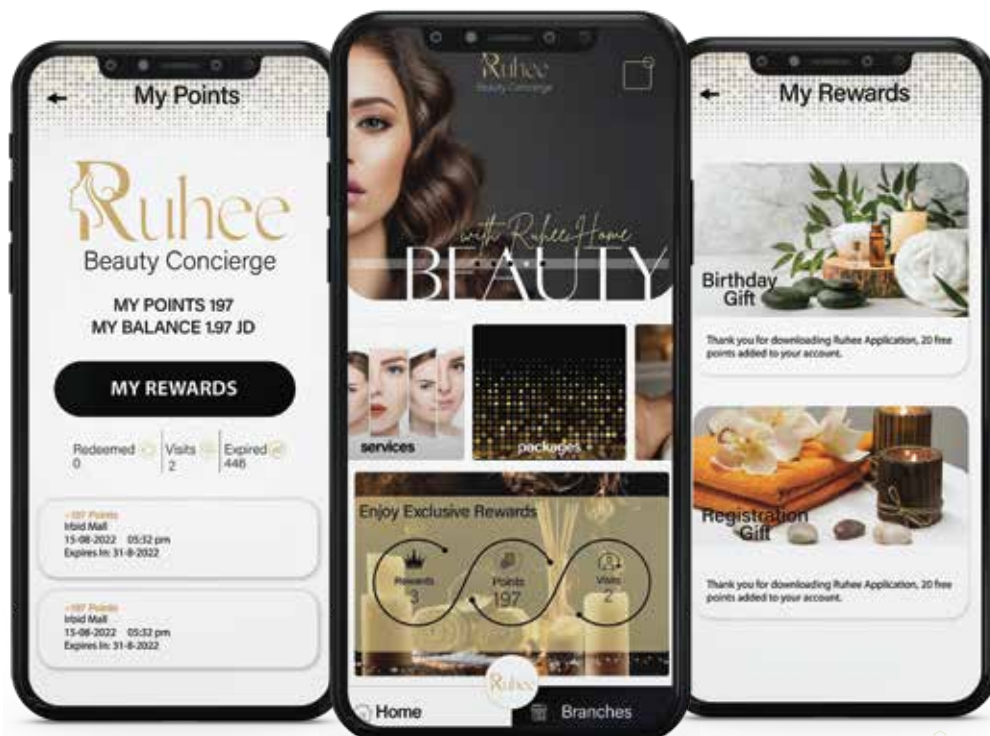 My Points
Ruhee
Beauty Concierge
MY POINTS 197
MY BALANCE 1.97 JD
MY REWARDS
Redeemed
0
Visits
2
Expired
446
+197 Points
Irbid Mall
15-08-2022 05:32 pm
Expires In: 31-8-2022
+197 Points
Irbid Mall
15-08-2022 05:32 pm
Expires In: 31-8-2022
Ruhee
Beauty Concierge
with Ruhee Home
BEAUTY
services
packages
Enjoy Exclusive Rewards
Rewards
3
Points
197
Visits
2
Ruhee
Home
Branches
My Rewards
Birthday
Gift
Thank you for downloading Ruhee Application, 20 free
points added to your account.
Registration
Gift
Thank you for downloading Ruhee Application, 20 free
points added to your account.